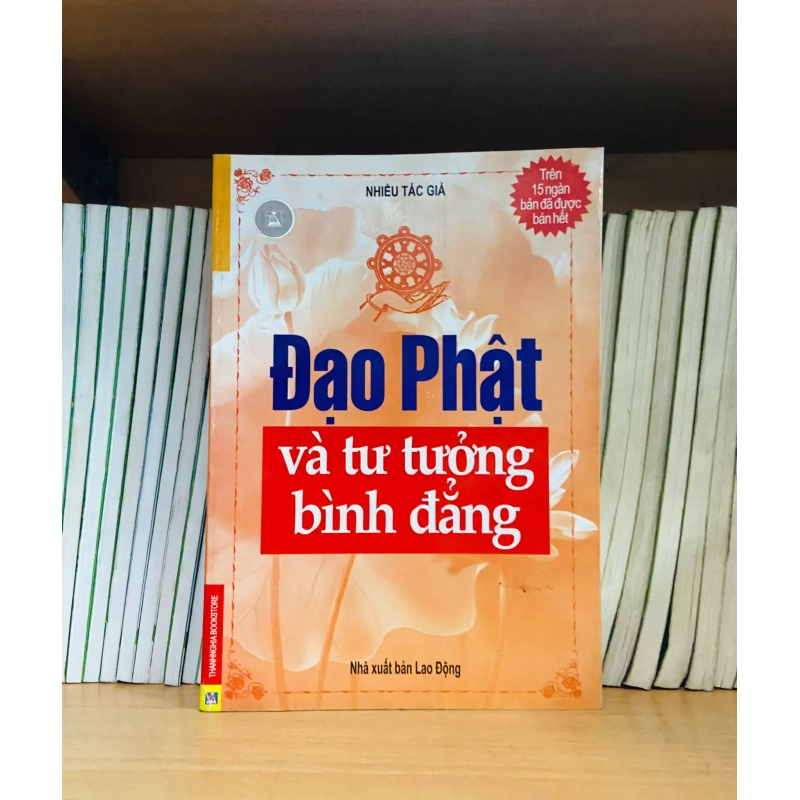 NHIỀU TÁC GIẢ
Trên
15 ngàn
bản đã được
bán hết
Đạo Phật
và tư tưởng
bình đẳng
THANHNGHIA BOOKSTORE
Nhà xuất bản Lao Động